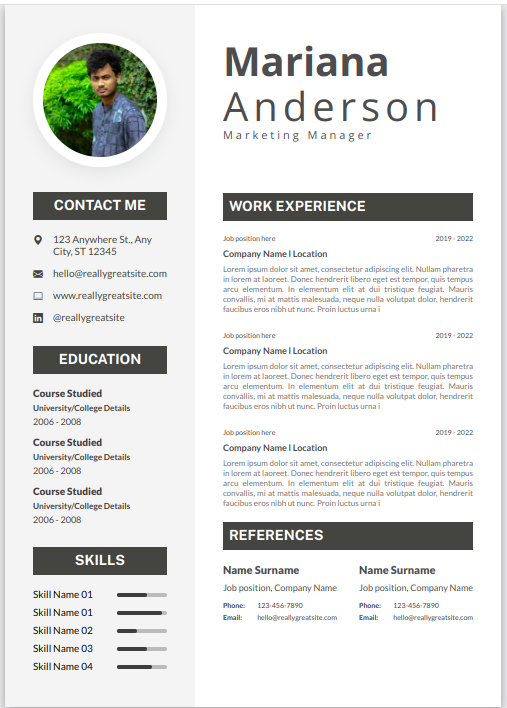 Mariana
Anderson
Marketing Manager
CONTACT ME
123 Anywhere St., Any
City, ST 12345
hello@reallygreatsite.com
www.reallygreatsite.com
@reallygreatsite
EDUCATION
Course Studied
University/College Details
2006 - 2008
Course Studied
University/College Details
2006 - 2008
Course Studied
University/College Details
2006 - 2008
SKILLS
Skill Name 01
Skill Name 01
Skill Name 02
Skill Name 03
Skill Name 04
WORK EXPERIENCE
Job position here 2019 - 2022
Company Name l Location
Lorem ipsum dolor sit amet, consectetur adipiscing elit. Nullam pharetra
in lorem at laoreet. Donec hendrerit libero eget est tempor, quis tempus
arcu elementum. In elementum elit at dui tristique feugiat. Mauris
convallis, mi at mattis malesuada, neque nulla volutpat dolor, hendrerit
faucibus eros nibh ut nunc. Proin luctus urna i
Job position here 2019 - 2022
Company Name l Location
Lorem ipsum dolor sit amet, consectetur adipiscing elit. Nullam pharetra
in lorem at laoreet. Donec hendrerit libero eget est tempor, quis tempus
arcu elementum. In elementum elit at dui tristique feugiat. Mauris
convallis, mi at mattis malesuada, neque nulla volutpat dolor, hendrerit
faucibus eros nibh ut nunc. Proin luctus urna i
Job position here 2019 - 2022
Company Name l Location
Lorem ipsum dolor sit amet, consectetur adipiscing elit. Nullam pharetra
in lorem at laoreet. Donec hendrerit libero eget est tempor, quis tempus
arcu elementum. In elementum elit at dui tristique feugiat. Mauris
convallis, mi at mattis malesuada, neque nulla volutpat dolor, hendrerit
faucibus eros nibh ut nunc. Proin luctus urna i
REFERENCES
Name Surname
Job position, Company Name
Phone: 123-456-7890
Email: hello@reallygreatsite.com
Name Surname
Job position, Company Name
Phone: 123-456-7890
Email: hello@reallygreatsite.com